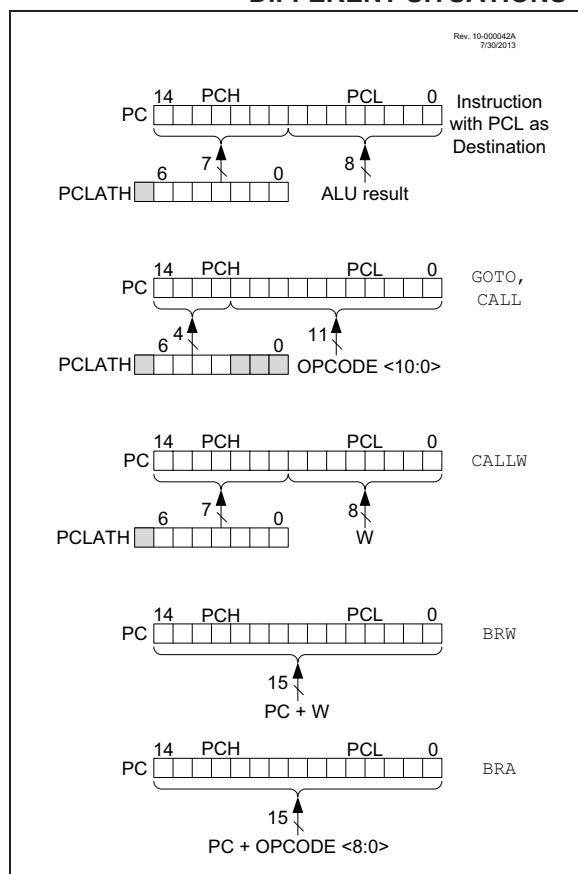 DIFFERENT SITUATIONS
Rev. 10-000042A
7/30/2013
14 PCH PCL 0
PC
Instruction
with PCL as
Destination
6 7 0 8
PCLATH ALU result
14 PCH PCL 0
PC
GOTO,
CALL
6 4 0 11
PCLATH OPCODE <10:0>
14 PCH PCL 0
PC CALLW
6 7 0 8
PCLATH W
14 PCH PCL 0
PC BRW
15
PC + W
14 PCH PCL 0
PC BRA
15
PC + OPCODE <8:0>